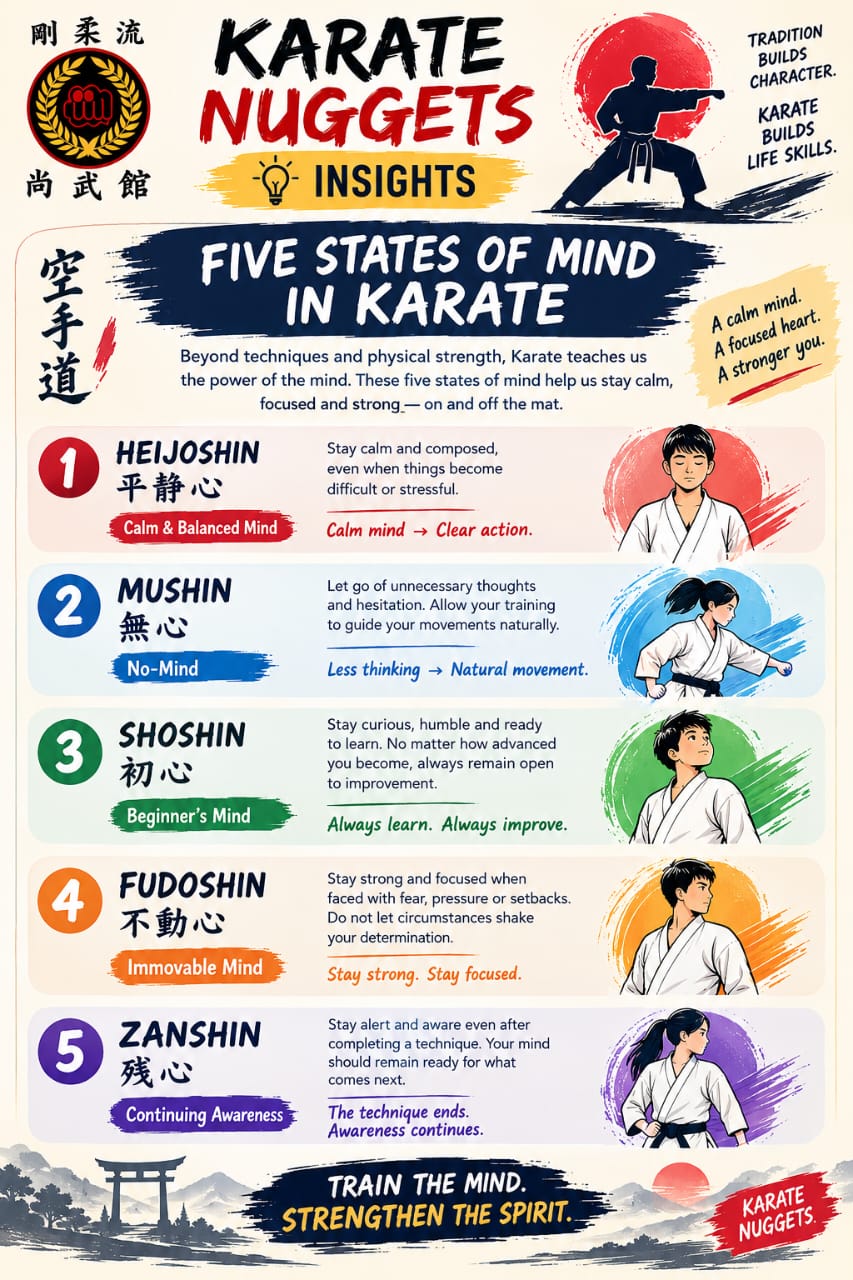 剛柔流
尚武館
KARATE
NUGGETS
INSIGHTS
TRADITION
BUILDS
CHARACTER.
KARATE
BUILDS
LIFE SKILLS.
空手道
FIVE STATES OF MIND
IN KARATE
A calm mind.
A focused heart.
A stronger you.
Beyond techniques and physical strength, Karate teaches us
the power of the mind. These five states of mind help us stay calm,
focused and strong — on and off the mat.
1
HEIJOSHIN
平静心
Calm & Balanced Mind
Stay calm and composed,
even when things become
difficult or stressful.
Calm mind → Clear action.
2
MUSHIN
無心
No-Mind
Let go of unnecessary thoughts
and hesitation. Allow your training
to guide your movements naturally.
Less thinking → Natural movement.
3
SHOSHIN
初心
Beginner's Mind
Stay curious, humble and ready
to learn. No matter how advanced
you become, always remain open
to improvement.
Always learn. Always improve.
4
FUDOSHIN
不動心
Immovable Mind
Stay strong and focused when
faced with fear, pressure or setbacks.
Do not let circumstances shake
your determination.
Stay strong. Stay focused.
5
ZANSHIN
残心
Continuing Awareness
Stay alert and aware even after
completing a technique. Your mind
should remain ready for what
comes next.
The technique ends.
Awareness continues.
TRAIN THE MIND.
STRENGTHEN THE SPIRIT.
KARATE
NUGGETS.